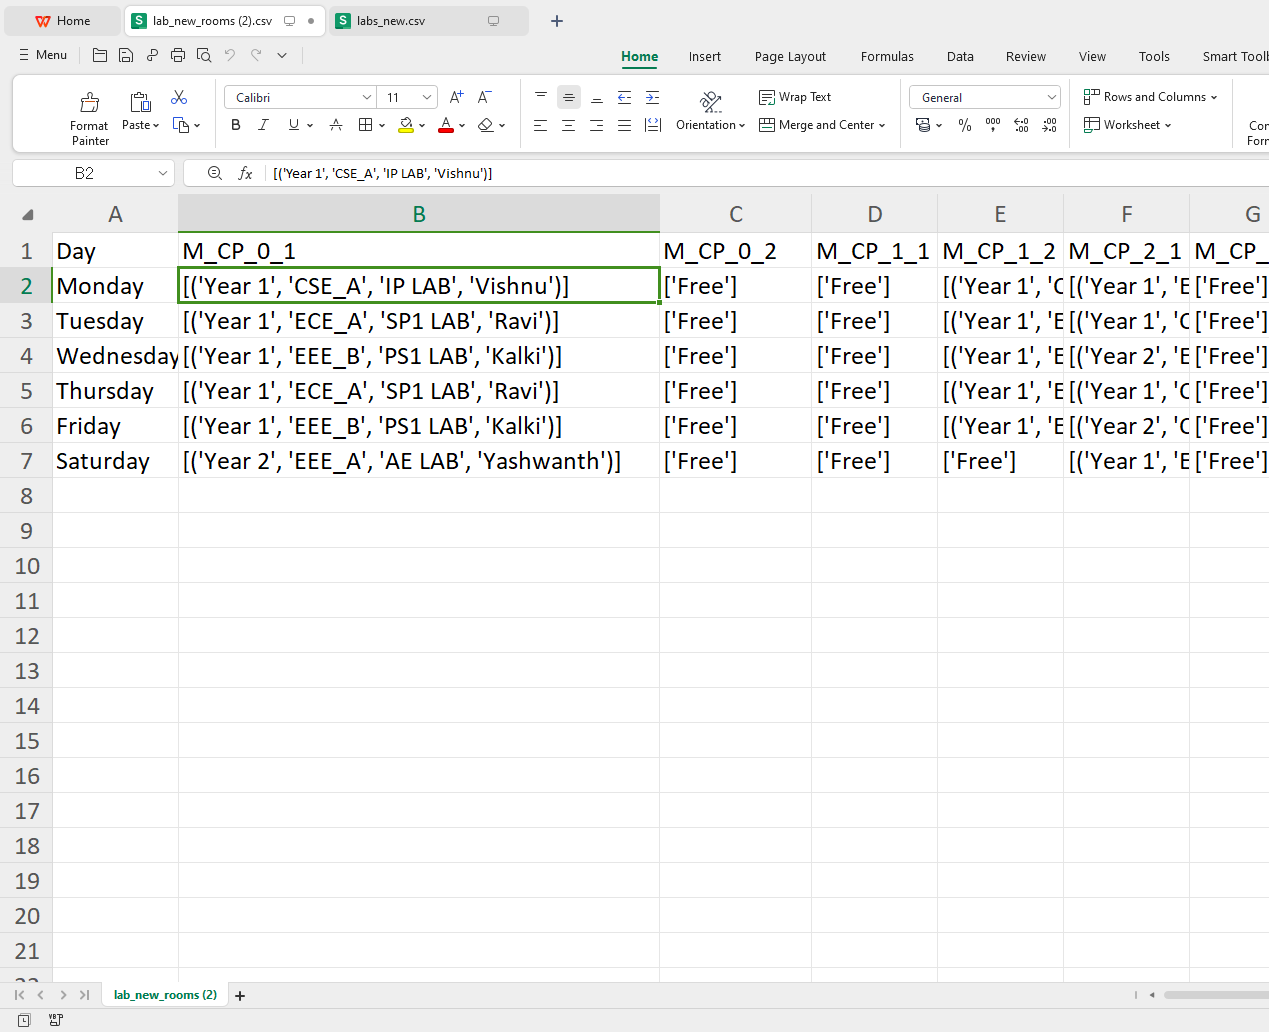 Home lab_new_rooms (2).csv labs_new.csv
Menu Home Insert Page Layout Formulas Data Review View Tools Smart Toolb
Format Painter Paste Calibri 11 Orientation Wrap Text Merge and Center General Rows and Columns Worksheet Con Form
B2 fx [('Year 1', 'CSE_A', 'IP LAB', 'Vishnu')]
A B C D E F G
1 Day M_CP_0_1 M_CP_0_2 M_CP_1_1 M_CP_1_2 M_CP_2_1 M_CP_
2 Monday [('Year 1', 'CSE_A', 'IP LAB', 'Vishnu')] ['Free'] ['Free'] [('Year 1', 'C [('Year 1', 'E ['Free']
3 Tuesday [('Year 1', 'ECE_A', 'SP1 LAB', 'Ravi')] ['Free'] ['Free'] [('Year 1', 'E [('Year 1', 'C ['Free']
4 Wednesday [('Year 1', 'EEE_B', 'PS1 LAB', 'Kalki')] ['Free'] ['Free'] [('Year 1', 'E [('Year 2', 'E ['Free']
5 Thursday [('Year 1', 'ECE_A', 'SP1 LAB', 'Ravi')] ['Free'] ['Free'] [('Year 1', 'E [('Year 1', 'C ['Free']
6 Friday [('Year 1', 'EEE_B', 'PS1 LAB', 'Kalki')] ['Free'] ['Free'] [('Year 1', 'E [('Year 2', 'C ['Free']
7 Saturday [('Year 2', 'EEE_A', 'AE LAB', 'Yashwanth')] ['Free'] ['Free'] ['Free'] [('Year 1', 'E ['Free']
8
9
10
11
12
13
14
15
16
17
18
19
20
21
lab_new_rooms (2)